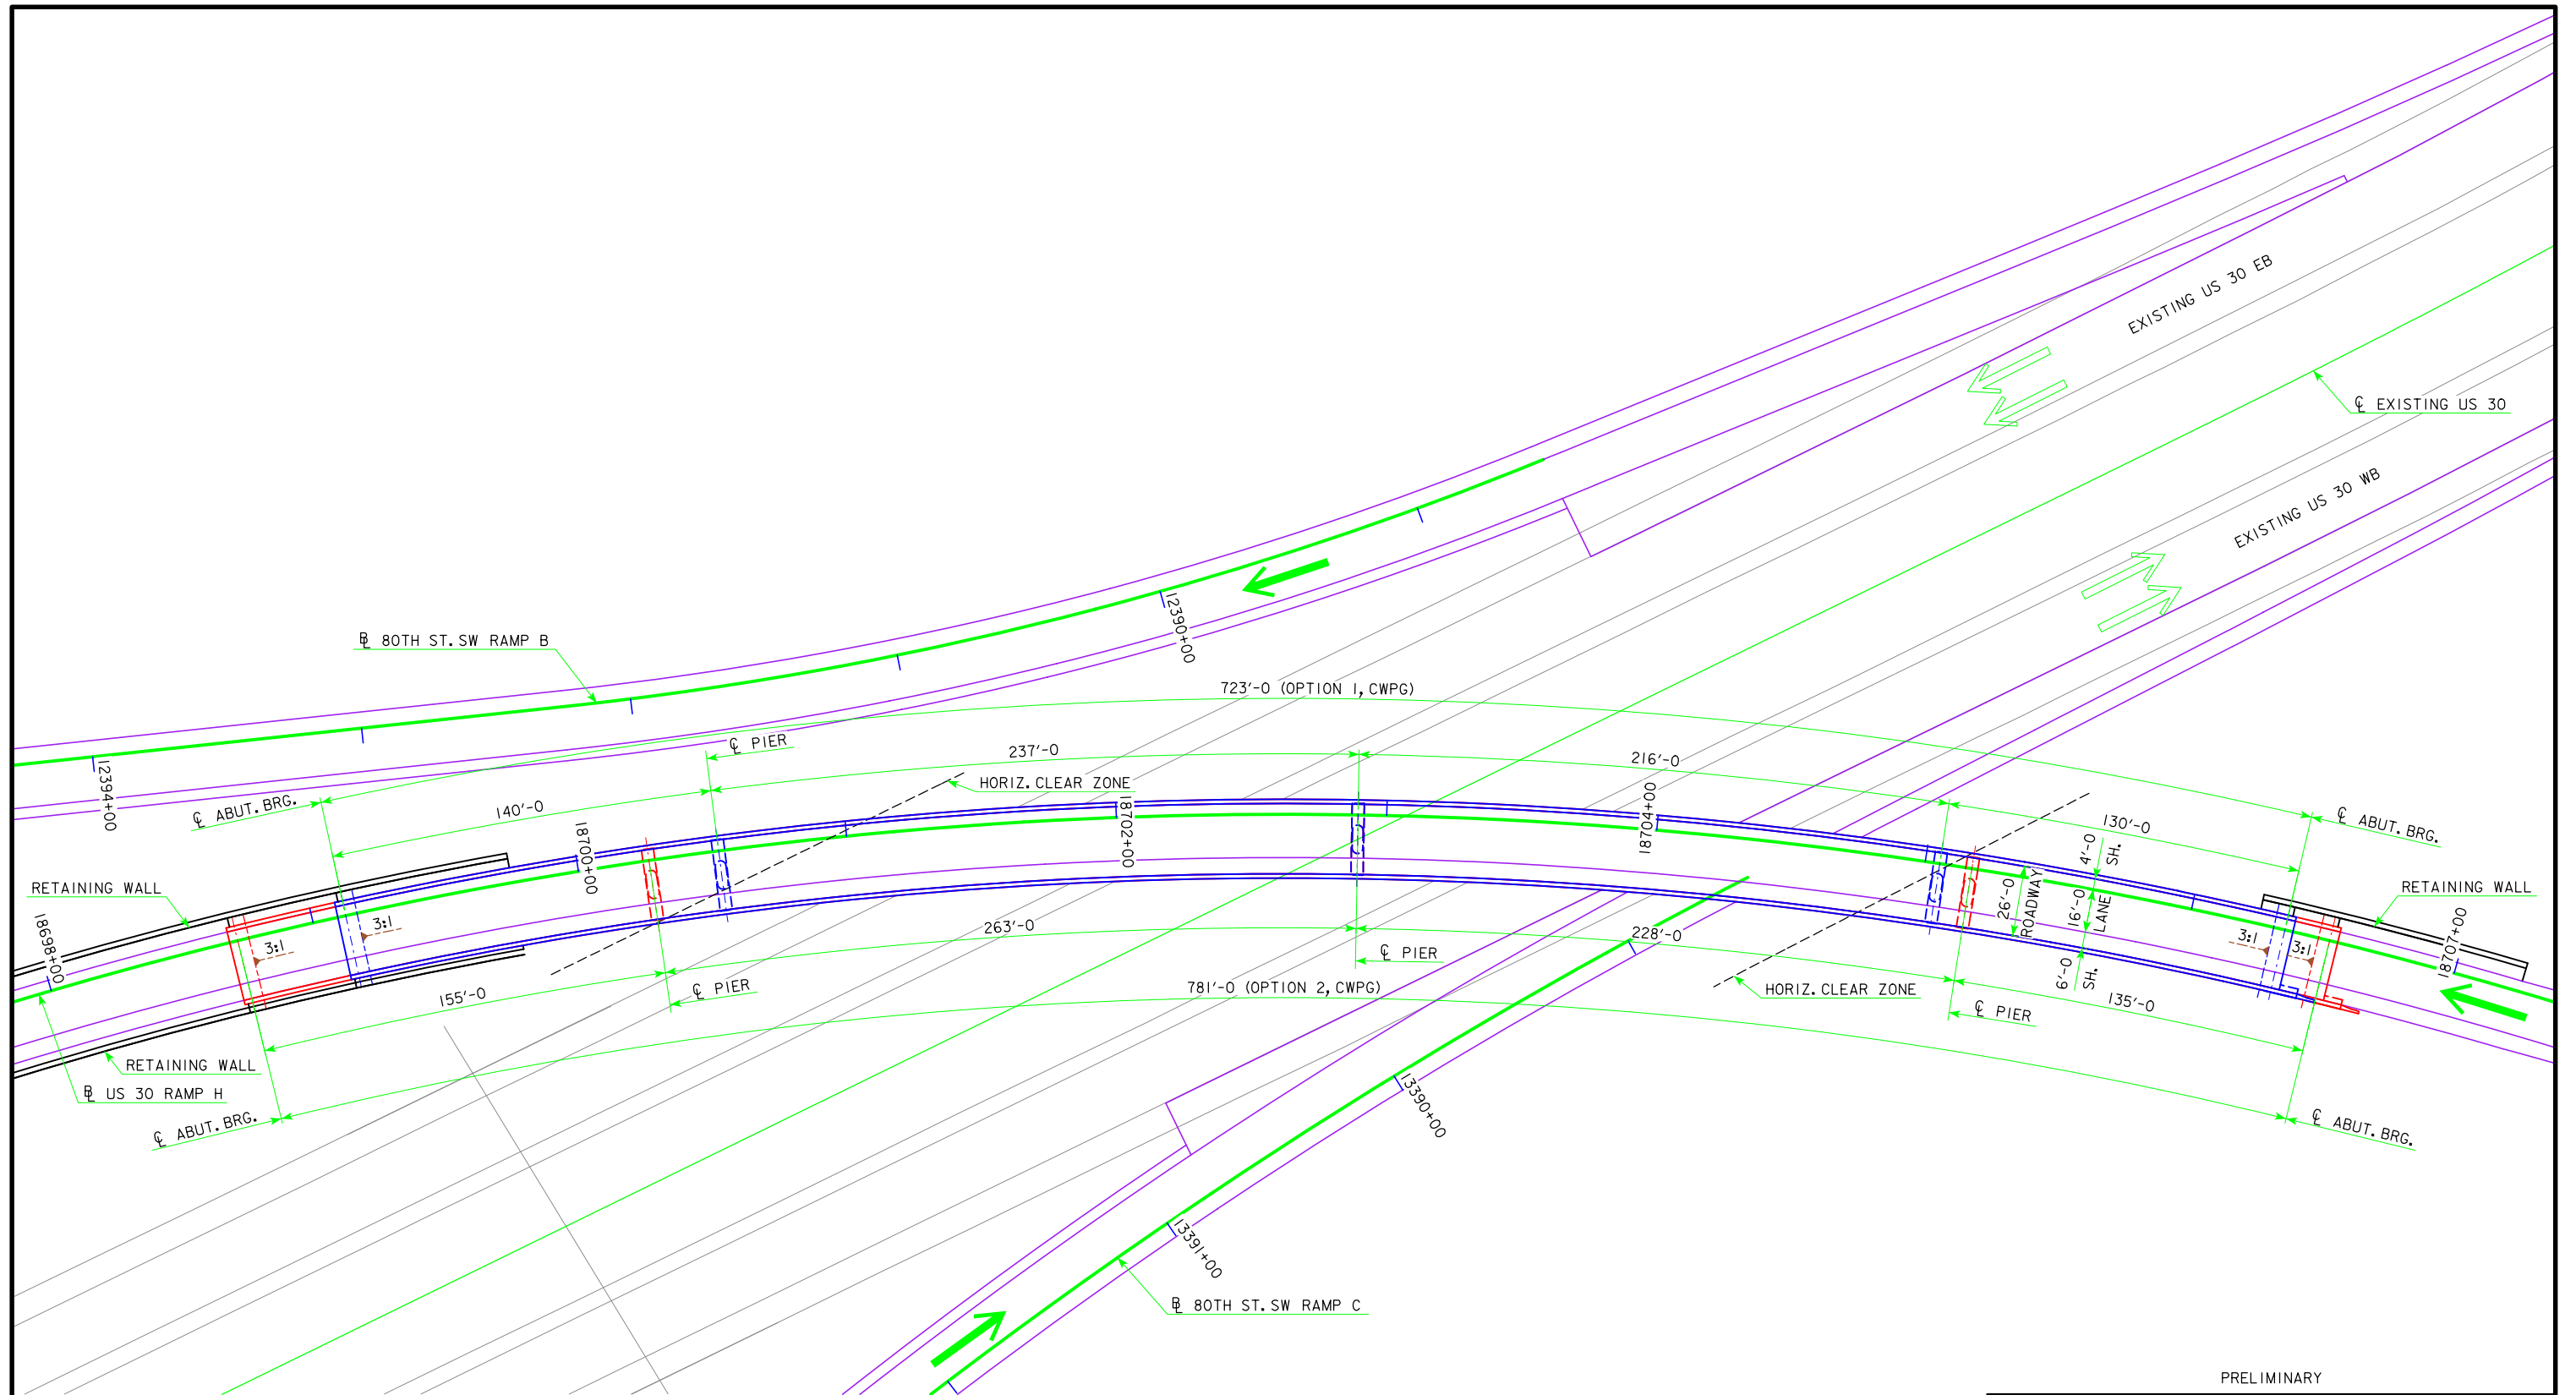 EXISTING US 30 EB
℄ EXISTING US 30
EXISTING US 30 WB
12390+00
℄ 80TH ST. SW RAMP B
723'-0 (OPTION 1, CWPG)
℄ PIER
237'-0
216'-0
12394+00
HORIZ. CLEAR ZONE
℄ ABUT. BRG.
140'-0
18702+00
18704+00
130'-0
℄ ABUT. BRG.
18700+00
4'-0
SH.
RETAINING WALL
26'-0
ROADWAY
16'-0
LANE
RETAINING WALL
3:1
3:1
18698+00
263'-0
228'-0
3:1
3:1
18707+00
℄ PIER
6'-0
SH.
℄ PIER
155'-0
781'-0 (OPTION 2, CWPG)
HORIZ. CLEAR ZONE
135'-0
℄ PIER
RETAINING WALL
℄ US 30 RAMP H
℄ ABUT. BRG.
13390+00
℄ ABUT. BRG.
13391+00
℄ 80TH ST. SW RAMP C
PRELIMINARY